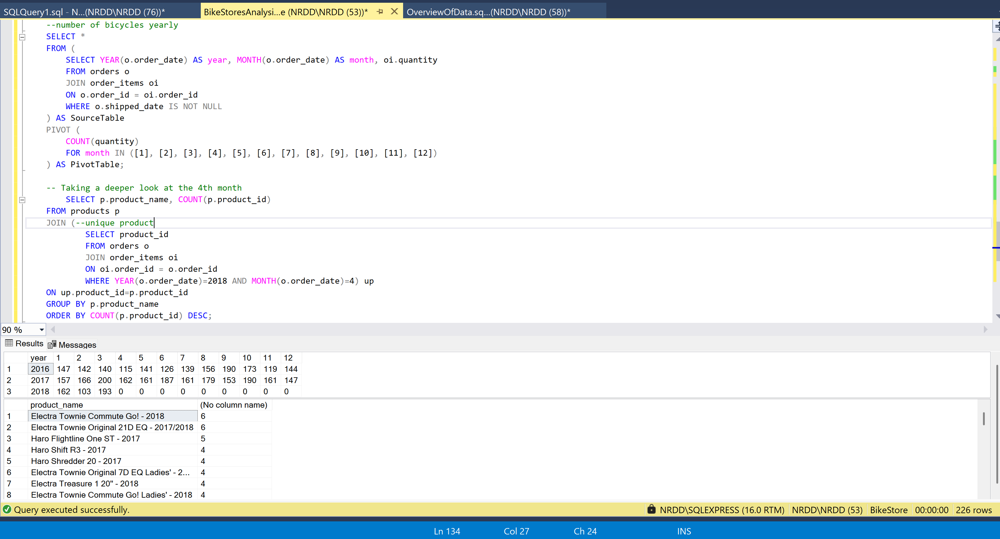 SQLQuery1.sql - N...(NRDD\NRDD (76))* BikeStoresAnalysi...e (NRDD\NRDD (53))* OverviewOfData.sq...(NRDD\NRDD (58))*
--number of bicycles yearly
SELECT *
FROM (
SELECT YEAR(o.order_date) AS year, MONTH(o.order_date) AS month, oi.quantity
FROM orders o
JOIN order_items oi
ON o.order_id = oi.order_id
WHERE o.shipped_date IS NOT NULL
) AS SourceTable
PIVOT (
COUNT(quantity)
FOR month IN ([1], [2], [3], [4], [5], [6], [7], [8], [9], [10], [11], [12])
) AS PivotTable;
-- Taking a deeper look at the 4th month
SELECT p.product_name, COUNT(p.product_id)
FROM products p
JOIN (--unique product
SELECT product_id
FROM orders o
JOIN order_items oi
ON oi.order_id = o.order_id
WHERE YEAR(o.order_date)=2018 AND MONTH(o.order_date)=4) up
ON up.product_id=p.product_id
GROUP BY p.product_name
ORDER BY COUNT(p.product_id) DESC;
90 %
Results Messages
year 1 2 3 4 5 6 7 8 9 10 11 12
1 2016 147 142 140 115 141 126 139 156 190 173 119 144
2 2017 157 166 200 162 161 187 161 179 153 190 161 147
3 2018 162 103 193 0 0 0 0 0 0 0 0 0
product_name (No column name)
1 Electra Townie Commute Go! - 2018 6
2 Electra Townie Original 21D EQ - 2017/2018 6
3 Haro Flightline One ST - 2017 5
4 Haro Shift R3 - 2017 4
5 Haro Shredder 20 - 2017 4
6 Electra Townie Original 7D EQ Ladies' - 2... 4
7 Electra Treasure 1 20" - 2018 4
8 Electra Townie Commute Go! Ladies' - 2018 4
Query executed successfully. NRDD\SQLEXPRESS (16.0 RTM) NRDD\NRDD (53) BikeStore 00:00:00 226 rows
Ln 134 Col 27 Ch 24 INS